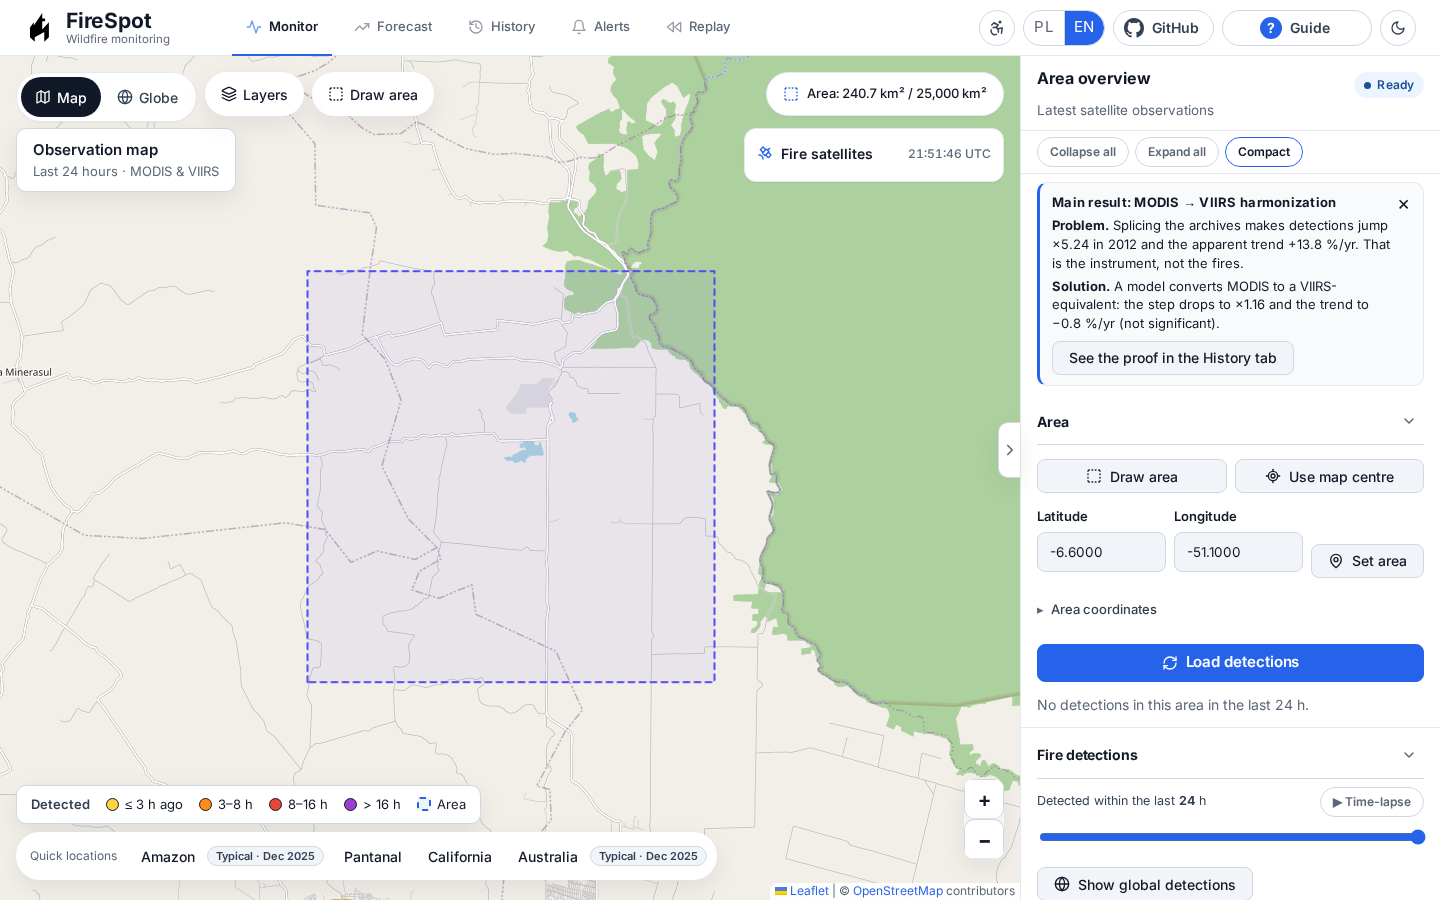 FireSpot
Wildfire monitoring
Monitor
Forecast
History
Alerts
Replay
PL
EN
GitHub
? Guide
Map
Globe
Layers
Draw area
Area: 240.7 km² / 25,000 km²
Observation map
Last 24 hours · MODIS & VIIRS
Fire satellites
21:51:46 UTC
a Minerasul
Detected
≤ 3 h ago
3–8 h
8–16 h
> 16 h
Area
Quick locations
Amazon
Typical · Dec 2025
Pantanal
California
Australia
Typical · Dec 2025
+
−
Leaflet | © OpenStreetMap contributors
Area overview
Ready
Latest satellite observations
Collapse all
Expand all
Compact
Main result: MODIS → VIIRS harmonization
Problem. Splicing the archives makes detections jump
×5.24 in 2012 and the apparent trend +13.8 %/yr. That
is the instrument, not the fires.
Solution. A model converts MODIS to a VIIRS-
equivalent: the step drops to ×1.16 and the trend to
−0.8 %/yr (not significant).
See the proof in the History tab
Area
Draw area
Use map centre
Latitude
Longitude
-6.6000
-51.1000
Set area
▸ Area coordinates
Load detections
No detections in this area in the last 24 h.
Fire detections
Detected within the last 24 h
▶ Time-lapse
Show global detections